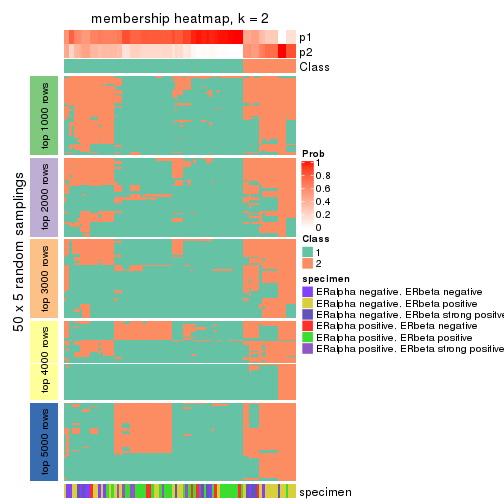 membership heatmap, k = 2
p1
p2
Class
50 x 5 random samplings
top 1000 rows
top 2000 rows
top 3000 rows
top 4000 rows
top 5000 rows
Prob
1
0.8
0.6
0.4
0.2
0
Class
1
2
specimen
ERalpha negative. ERbeta negative
ERalpha negative. ERbeta positive
ERalpha negative. ERbeta strong positive
ERalpha positive. ERbeta negative
ERalpha positive. ERbeta positive
ERalpha positive. ERbeta strong positive
specimen